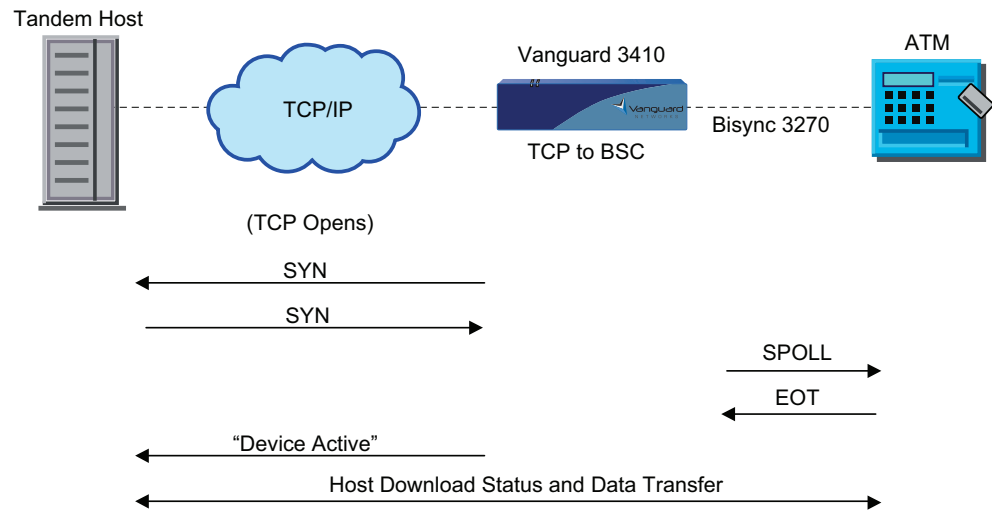 Tandem Host
Vanguard 3410
ATM
TCP/IP
Vanguard
NETWORKS
Bisync 3270
TCP to BSC
(TCP Opens)
SYN
SYN
SPOLL
EOT
“Device Active”
Host Download Status and Data Transfer